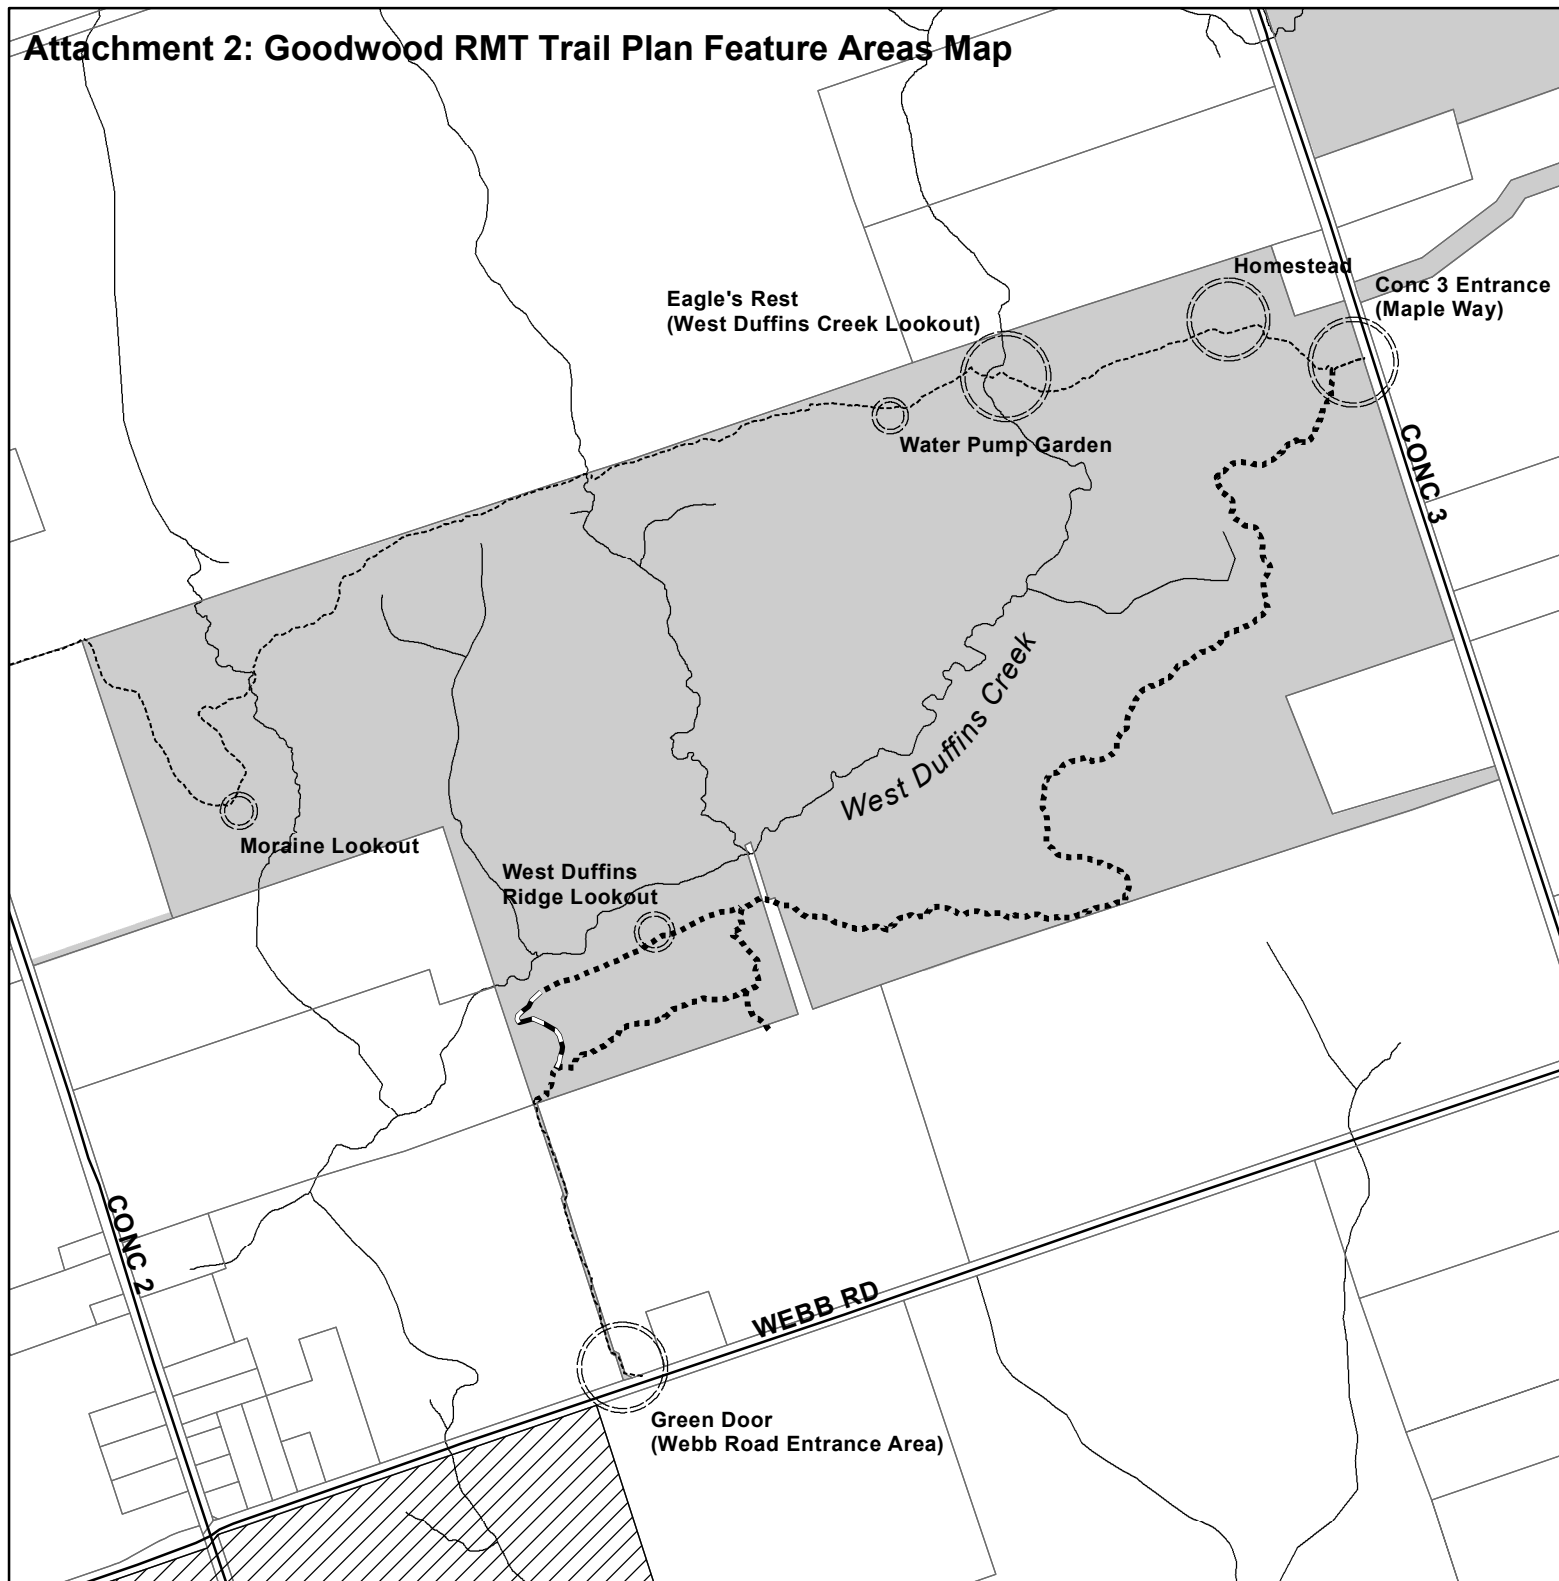 Attachment 2: Goodwood RMT Trail Plan Feature Areas Map
Homestead
Eagle's Rest
(West Duffins Creek Lookout)
Conc 3 Entrance
(Maple Way)
Water Pump Garden
CONC 3
West Duffins Creek
Moraine Lookout
West Duffins
Ridge Lookout
CONC 2
WEBB RD
Green Door
(Webb Road Entrance Area)